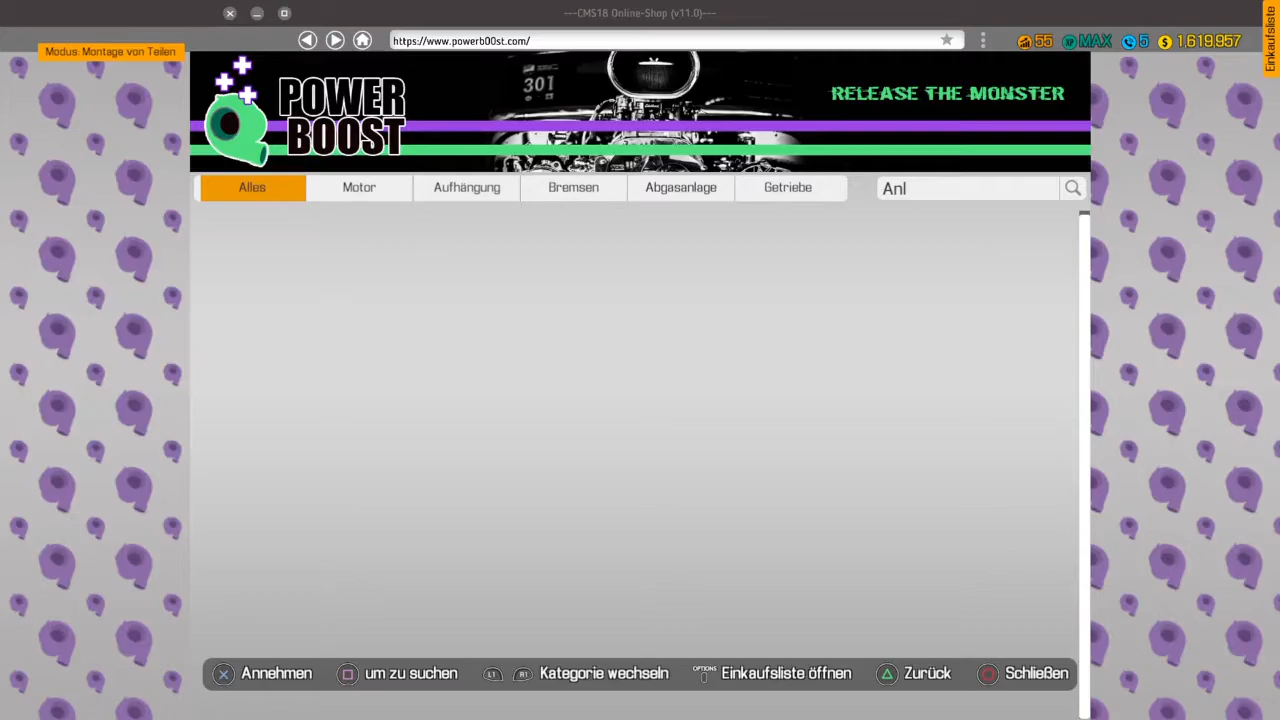 ---CMS18 Online-Shop (v11.0)---
Modus: Montage von Teilen
https://www.powerb00st.com/
55 MAX 5 $ 1,619,957
Einkaufsliste
POWER
BOOST
301
RELEASE THE MONSTER
Alles Motor Aufhängung Bremsen Abgasanlage Getriebe Anl
Annehmen um zu suchen L1 R1 Kategorie wechseln OPTIONS Einkaufsliste öffnen Zurück Schließen